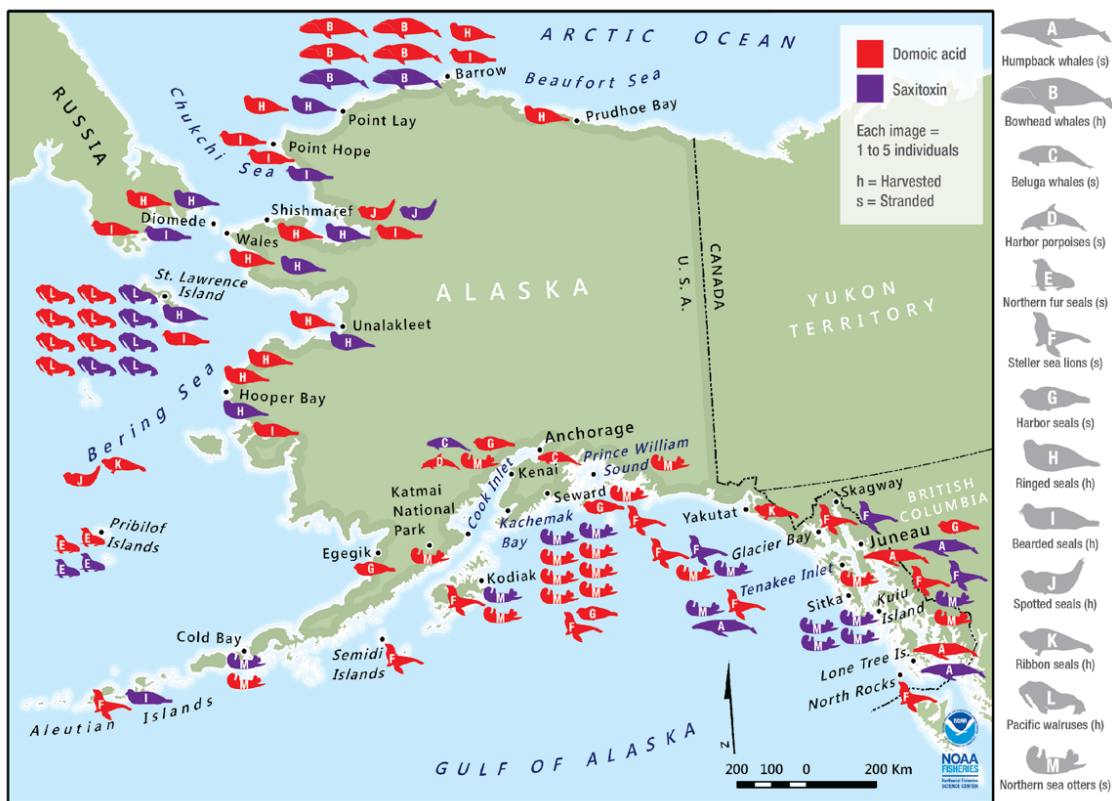 ARCTIC OCEAN
Beaufort Sea
Chukchi Sea
RUSSIA
Barrow
Prudhoe Bay
Point Lay
Point Hope
Shishmaref
Diomede
Wales
St. Lawrence
Island
ALASKA
U.S.A.
CANADA
YUKON
TERRITORY
Unalakleet
Bering Sea
Hooper Bay
Anchorage
Kenai
Prince William
Sound
Cook Inlet
Seward
Katmai
National
Park
Kachemak
Bay
Pribilof
Islands
Egegik
Kodiak
Cold Bay
Semidi
Islands
Aleutian Islands
GULF OF ALASKA
Yakutat
Skagway
BRITISH
COLUMBIA
Glacier Bay
Juneau
Tenakee Inlet
Sitka
Kuiu
Island
Lone Tree Is.
North Rocks
N
200 100 0 200 Km
NOAA
NOAA
FISHERIES
Domoic acid
Saxitoxin
Each image =
1 to 5 individuals
h = Harvested
s = Stranded
B B H
B B I
B B
H H
H
I
I
I
H H
I I
J J
H H I
H H
L L L
L L L
L L L
L L L
H
I
H
H
H
H
H
I
K
J
E E
E E
C G
D M
C
M
M
G
G
M
F M
M
M M
M M
M M
M M
G
F
F
F F
M M
M F
A
M
M
F
F
I
F
K
F F
G
A
A
F F
M
M
M
M M
M M
A
A
F
A
Humpback whales (s)
B
Bowhead whales (h)
C
Beluga whales (s)
D
Harbor porpoises (s)
E
Northern fur seals (s)
F
Steller sea lions (s)
G
Harbor seals (s)
H
Ringed seals (h)
I
Bearded seals (h)
J
Spotted seals (h)
K
Ribbon seals (h)
L
Pacific walruses (h)
M
Northern sea otters (s)